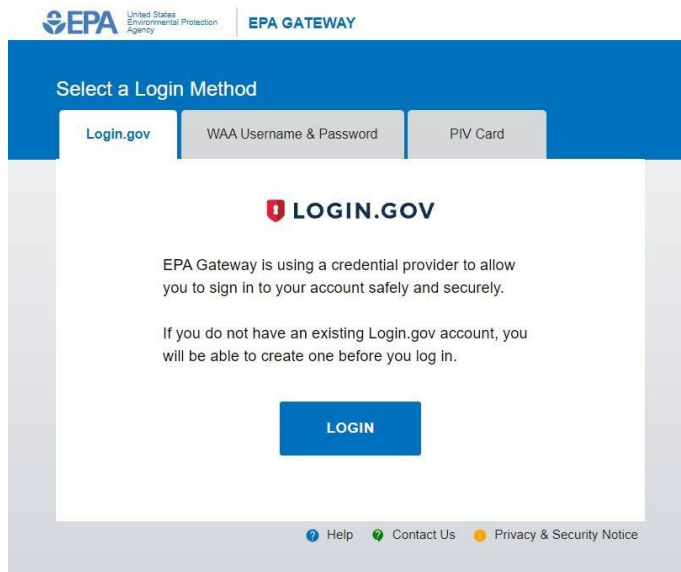 EPA
United States
Environmental Protection
Agency
EPA GATEWAY
Select a Login Method
Login.gov
WAA Username & Password
PIV Card
LOGIN.GOV
EPA Gateway is using a credential provider to allow
you to sign in to your account safely and securely.
If you do not have an existing Login.gov account, you
will be able to create one before you log in.
LOGIN
? Help
? Contact Us
Privacy & Security Notice